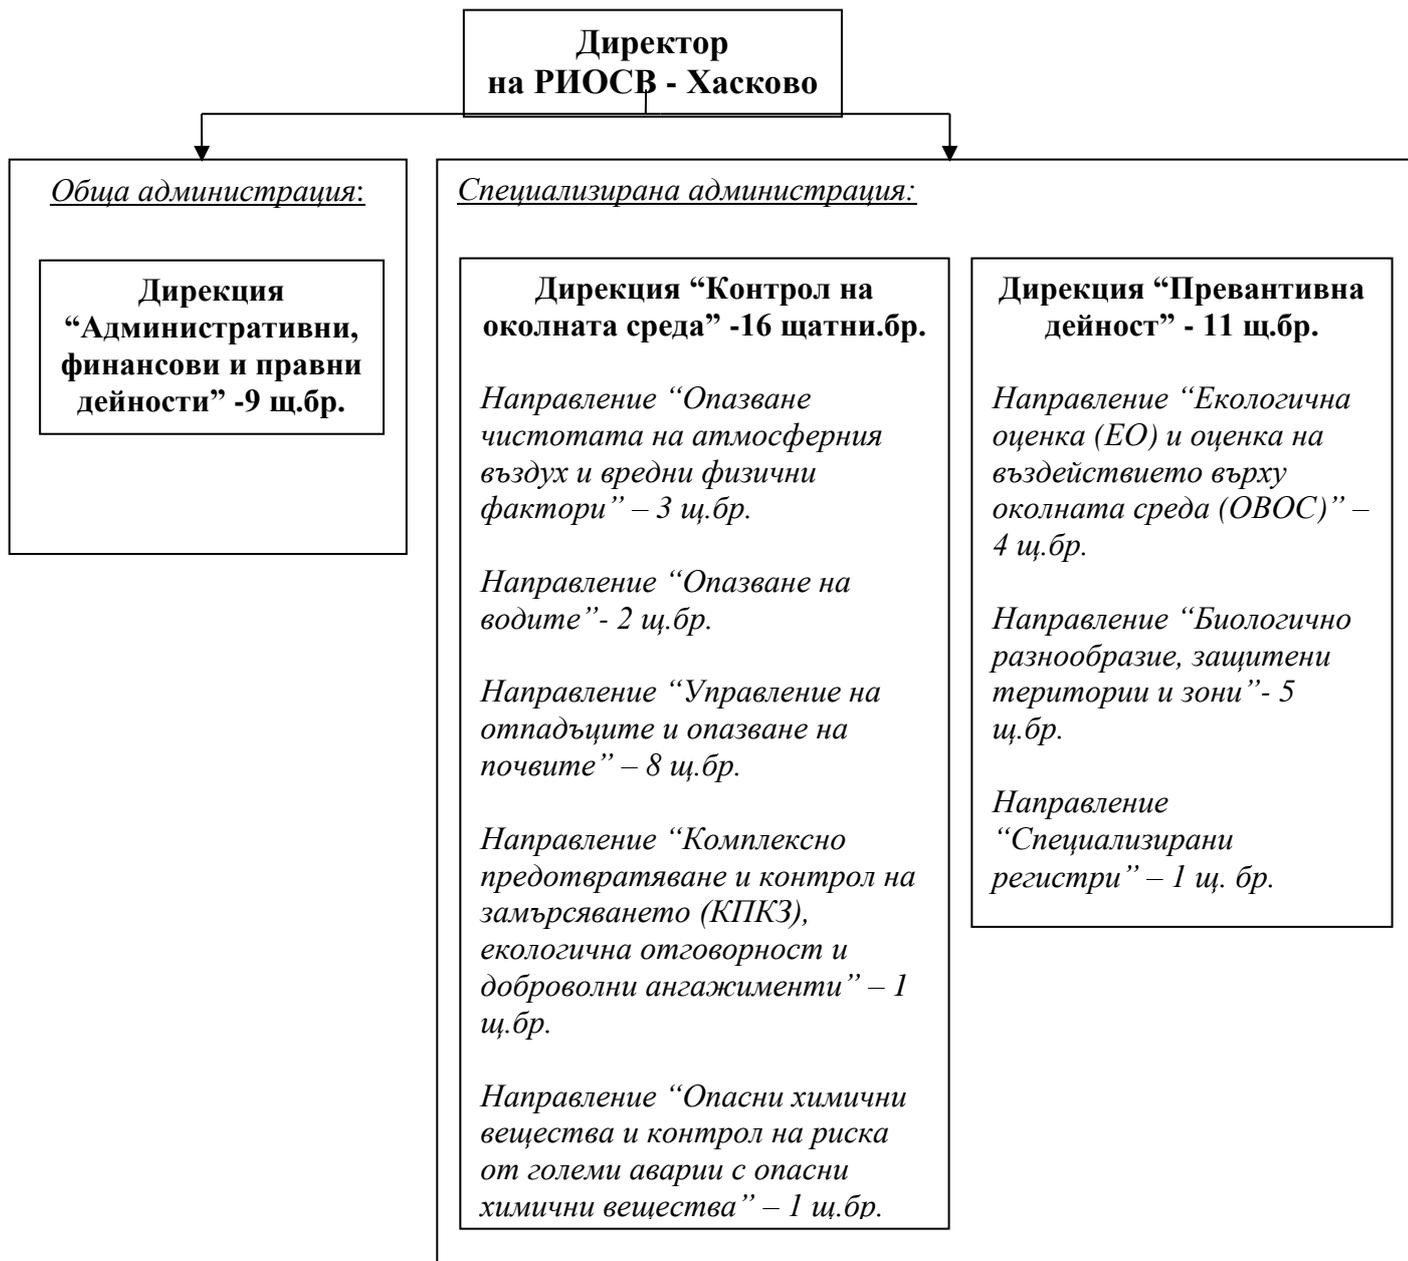 Директор
на РИОСВ - Хасково
Обща администрация:
Дирекция
“Административни,
финансови и правни
дейности” -9 щ.бр.
Специализирана администрация:
Дирекция “Контрол на
околната среда” -16 щатни.бр.
Направление “Опазване
чистотата на атмосферния
въздух и вредни физични
фактори” – 3 щ.бр.
Направление “Опазване на
водите”- 2 щ.бр.
Направление “Управление на
отпадъците и опазване на
почвите” – 8 щ.бр.
Направление “Комплексно
предотвратяване и контрол на
замърсяването (КПКЗ),
екологична отговорност и
доброволни ангажименти” – 1
щ.бр.
Направление “Опасни химични
вещества и контрол на риска
от големи аварии с опасни
химични вещества” – 1 щ.бр.
Дирекция “Превантивна
дейност” - 11 щ.бр.
Направление “Екологична
оценка (ЕО) и оценка на
въздействието върху
околната среда (ОВОС)” –
4 щ.бр.
Направление “Биологично
разнообразие, защитени
територии и зони”- 5
щ.бр.
Направление
“Специализирани
регистри” – 1 щ. бр.